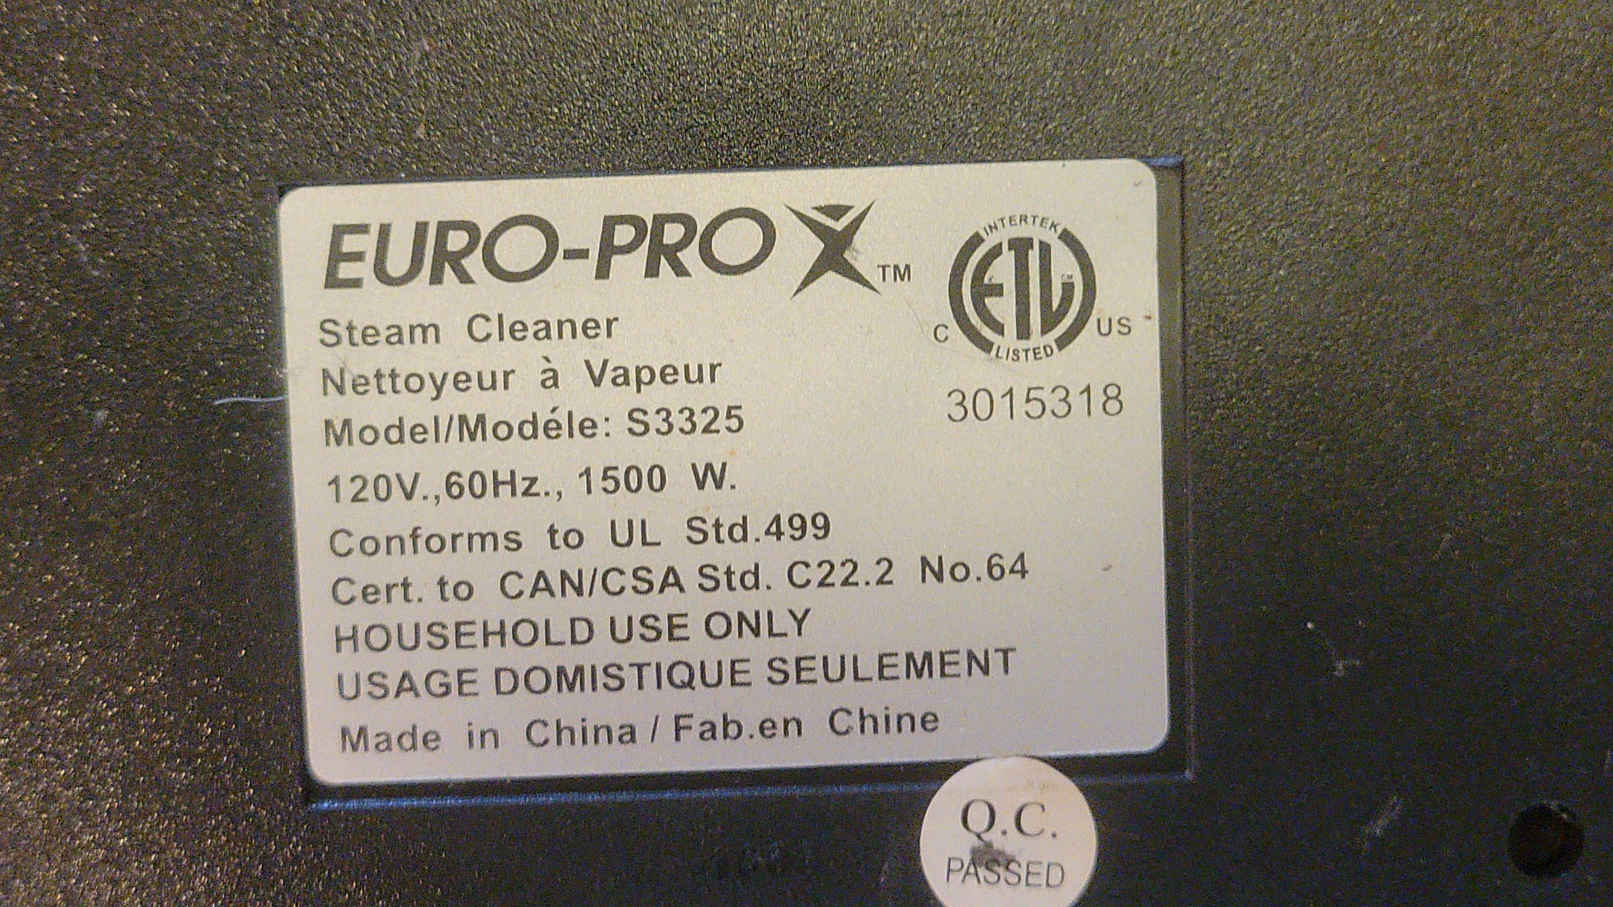 EURO-PRO X™
Steam Cleaner
Nettoyeur à Vapeur
Model/Modéle: S3325
120V.,60Hz., 1500 W.
Conforms to UL Std.499
Cert. to CAN/CSA Std. C22.2 No.64
HOUSEHOLD USE ONLY
USAGE DOMISTIQUE SEULEMENT
Made in China / Fab.en Chine
INTERTEK
ETL CM
C US
LISTED
3015318
Q.C.
PASSED